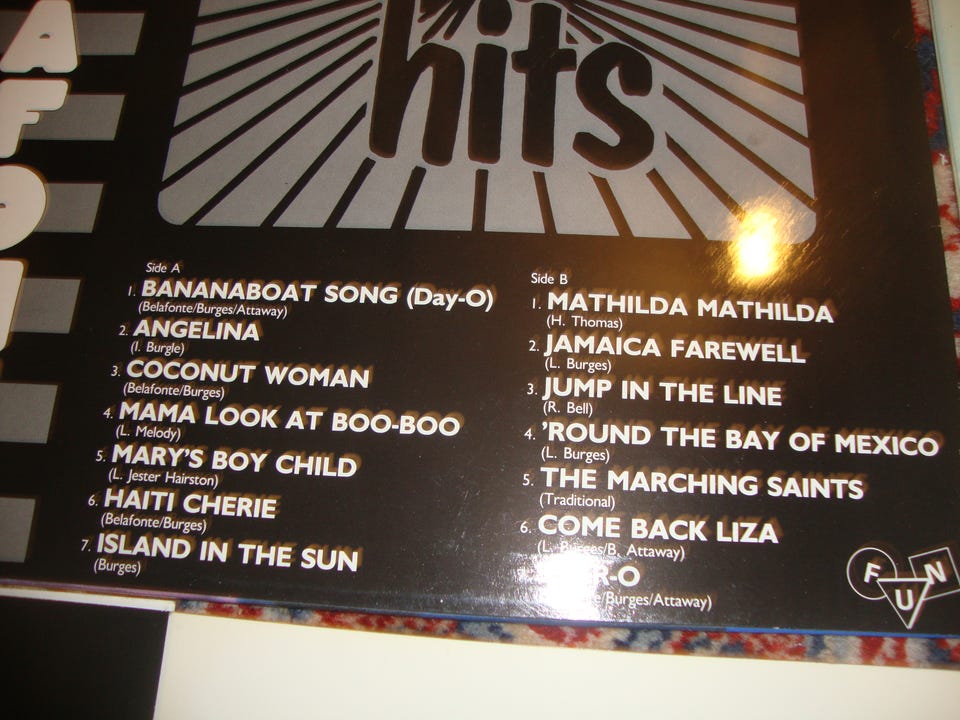 AFO
hits
Side A
1. BANANABOAT SONG (Day-O)
(Belafonte/Burges/Attaway)
2. ANGELINA
(I. Burgle)
3. COCONUT WOMAN
(Belafonte/Burges)
4. MAMA LOOK AT BOO-BOO
(L. Melody)
5. MARY'S BOY CHILD
(L. Jester Hairston)
6. HAITI CHERIE
(Belafonte/Burges)
7. ISLAND IN THE SUN
(Burges)
Side B
1. MATHILDA MATHILDA
(H. Thomas)
2. JAMAICA FAREWELL
(L. Burges)
3. JUMP IN THE LINE
(R. Bell)
4. 'ROUND THE BAY OF MEXICO
(L. Burges)
5. THE MARCHING SAINTS
(Traditional)
6. COME BACK LIZA
(L. Burges/B. Attaway)
R-O
/Burges/Attaway)
FUN